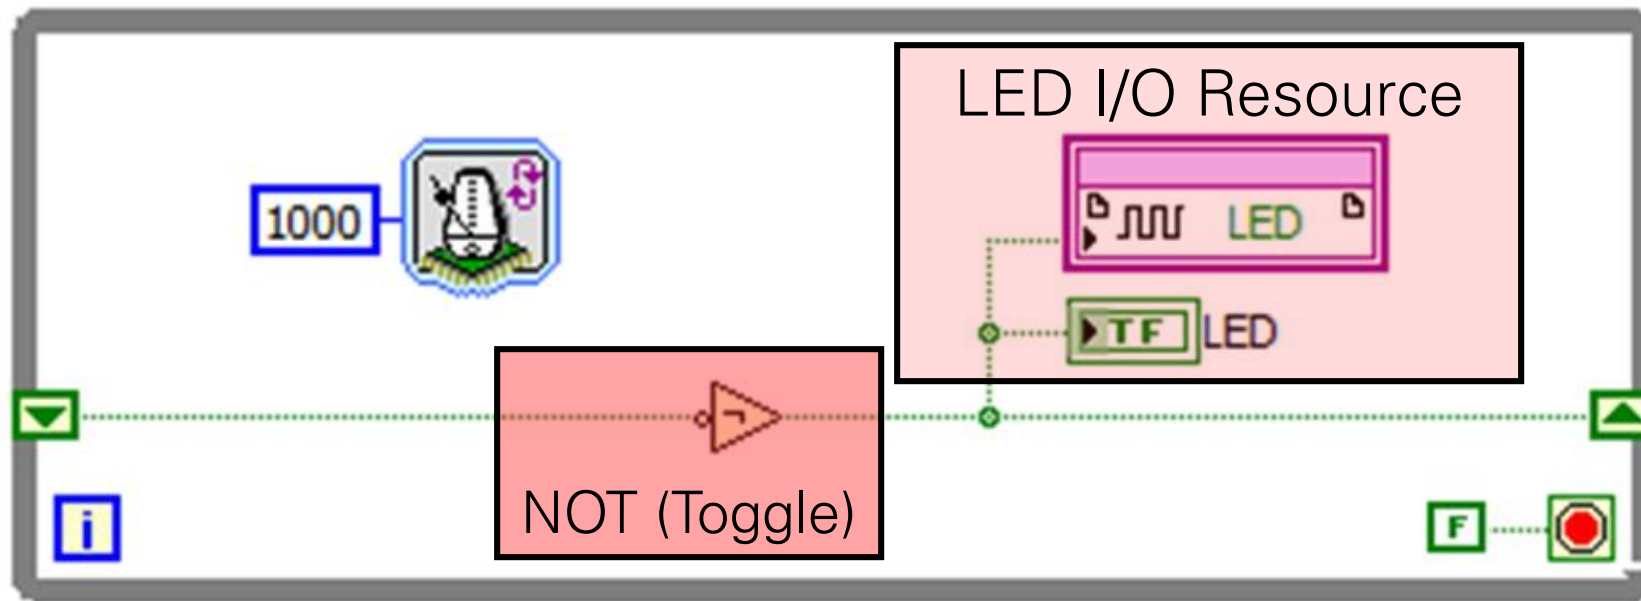 LED I/O Resource
1000
LED
TF LED
NOT (Toggle)
i
F